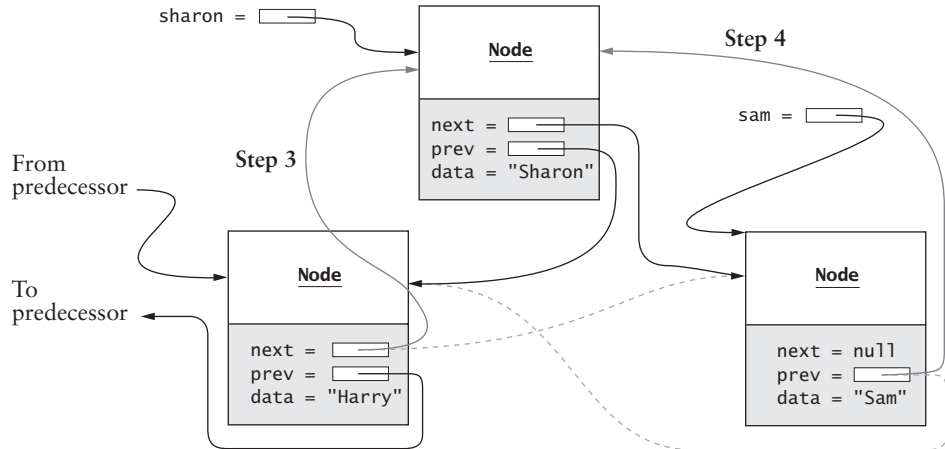 sharon =
Node
Step 4
next =
prev =
data = "Sharon"
sam =
Step 3
From
predecessor
Node
Node
To
predecessor
next =
prev =
data = "Harry"
next = null
prev =
data = "Sam"